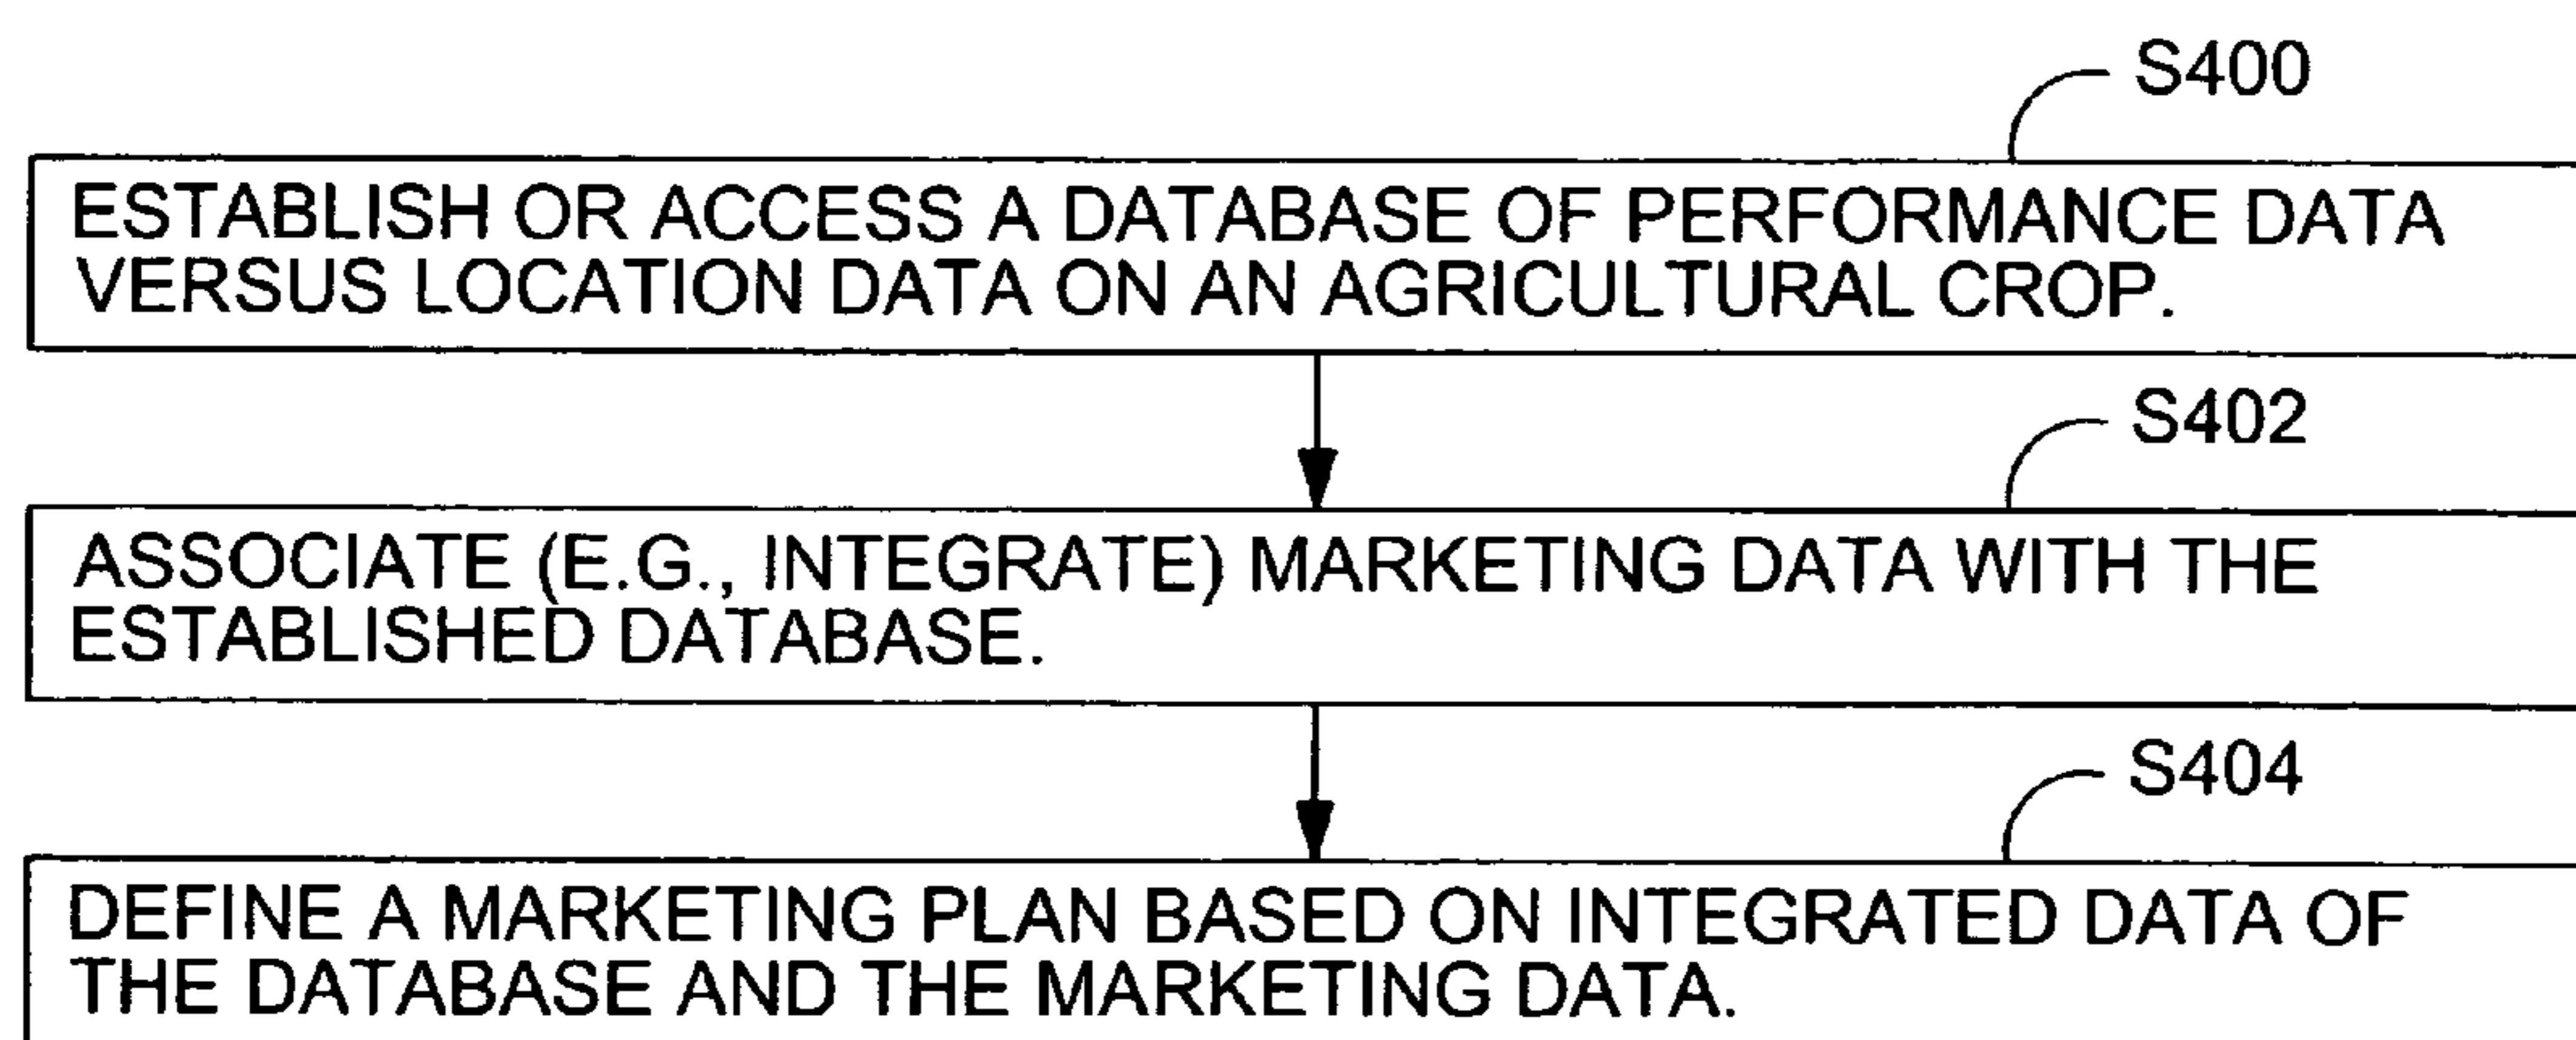 S400
ESTABLISH OR ACCESS A DATABASE OF PERFORMANCE DATA
VERSUS LOCATION DATA ON AN AGRICULTURAL CROP.
S402
ASSOCIATE (E.G., INTEGRATE) MARKETING DATA WITH THE
ESTABLISHED DATABASE.
S404
DEFINE A MARKETING PLAN BASED ON INTEGRATED DATA OF
THE DATABASE AND THE MARKETING DATA.